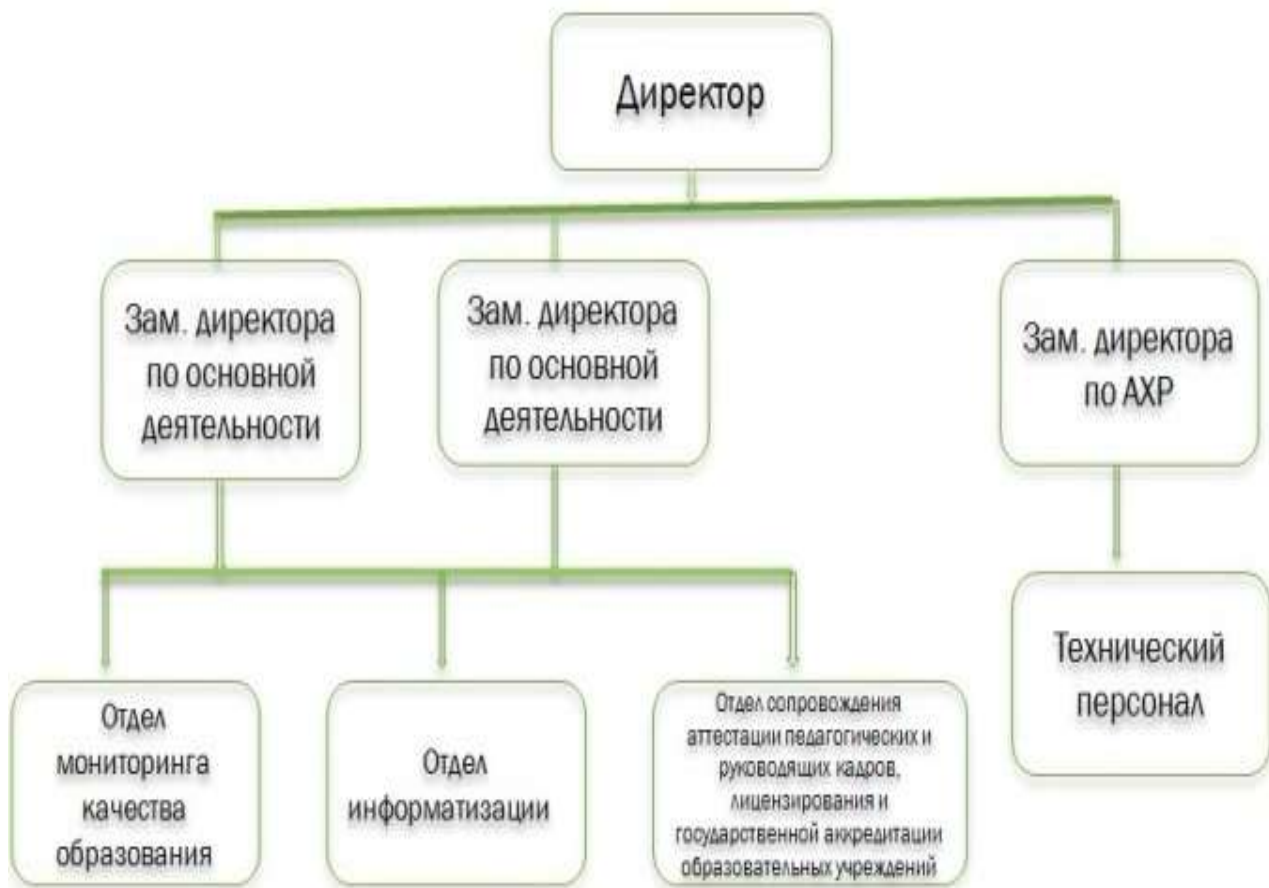 Директор
Зам. директора
по основной
деятельности
Зам. директора
по основной
деятельности
Зам. директора
по АХР
Отдел
мониторинга
качества
образования
Отдел
информатизации
Отдел сопровождения
аттестации педагогических и
руководящих кадров,
лицензирования и
государственной аккредитации
образовательных учреждений
Технический
персонал